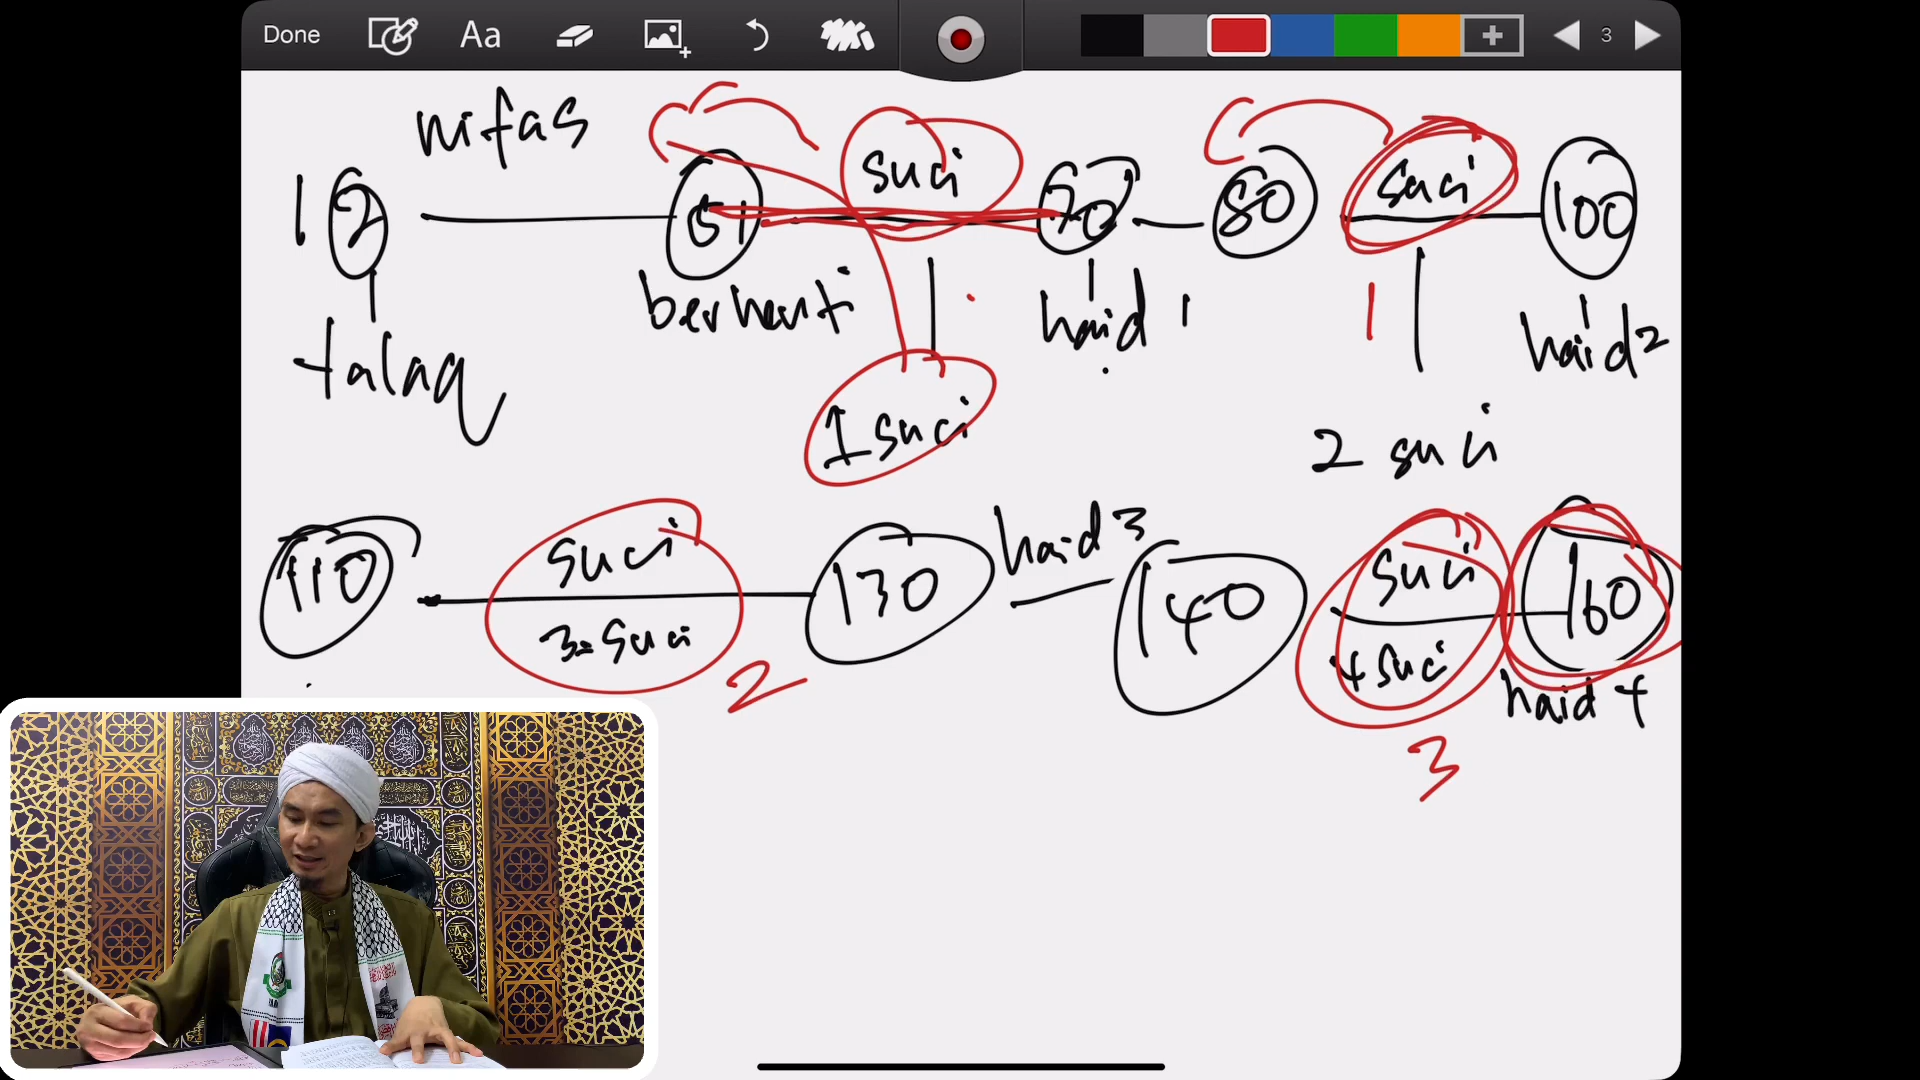 Done Aa 3
nifas suci suci
1 2 61 70 80 100
berhenti haid 1 1 haid 2
talaq
1 suci 2 suci
suci haid 3 suci
110 130 140 160
3 suci 4 suci
2 haid 4
3